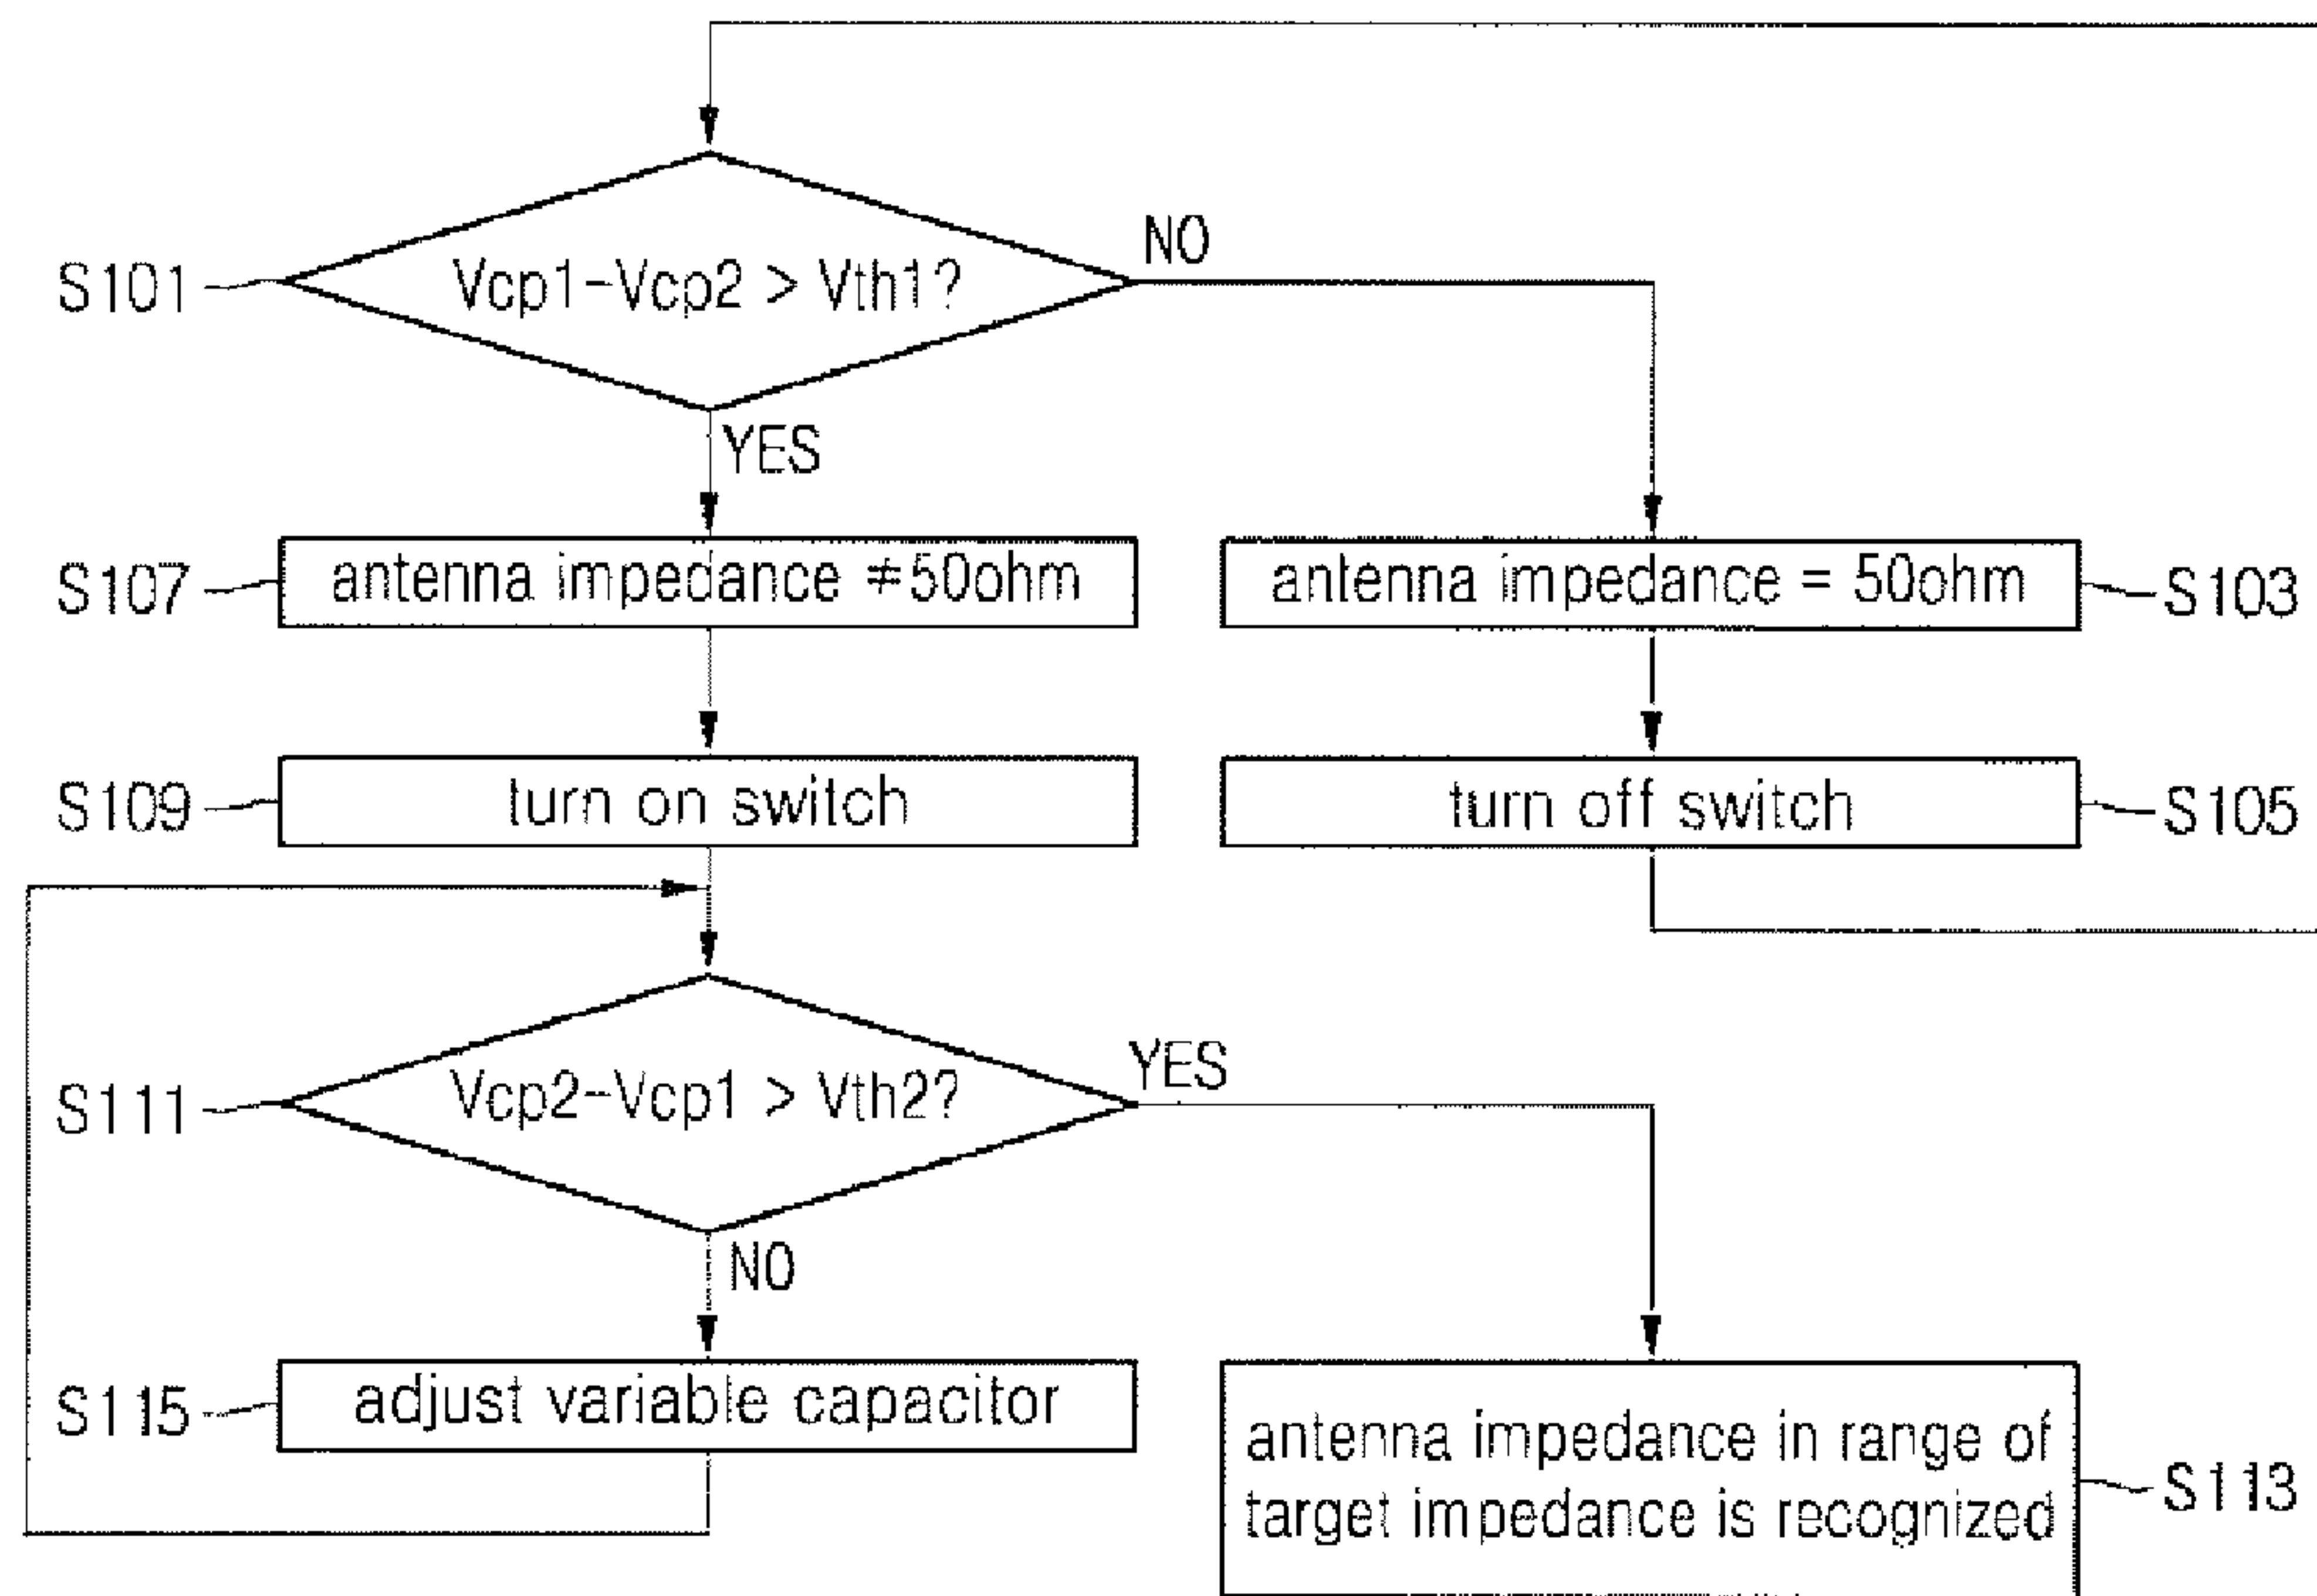 S101
Vcp1-Vcp2 > Vth1?
NO
YES
S107
antenna impedance ≠50ohm
antenna impedance = 50ohm
S103
S109
turn on switch
turn off switch
S105
S111
Vcp2-Vcp1 > Vth2?
YES
NO
S115
adjust variable capacitor
antenna impedance in range of
target impedance is recognized
S113